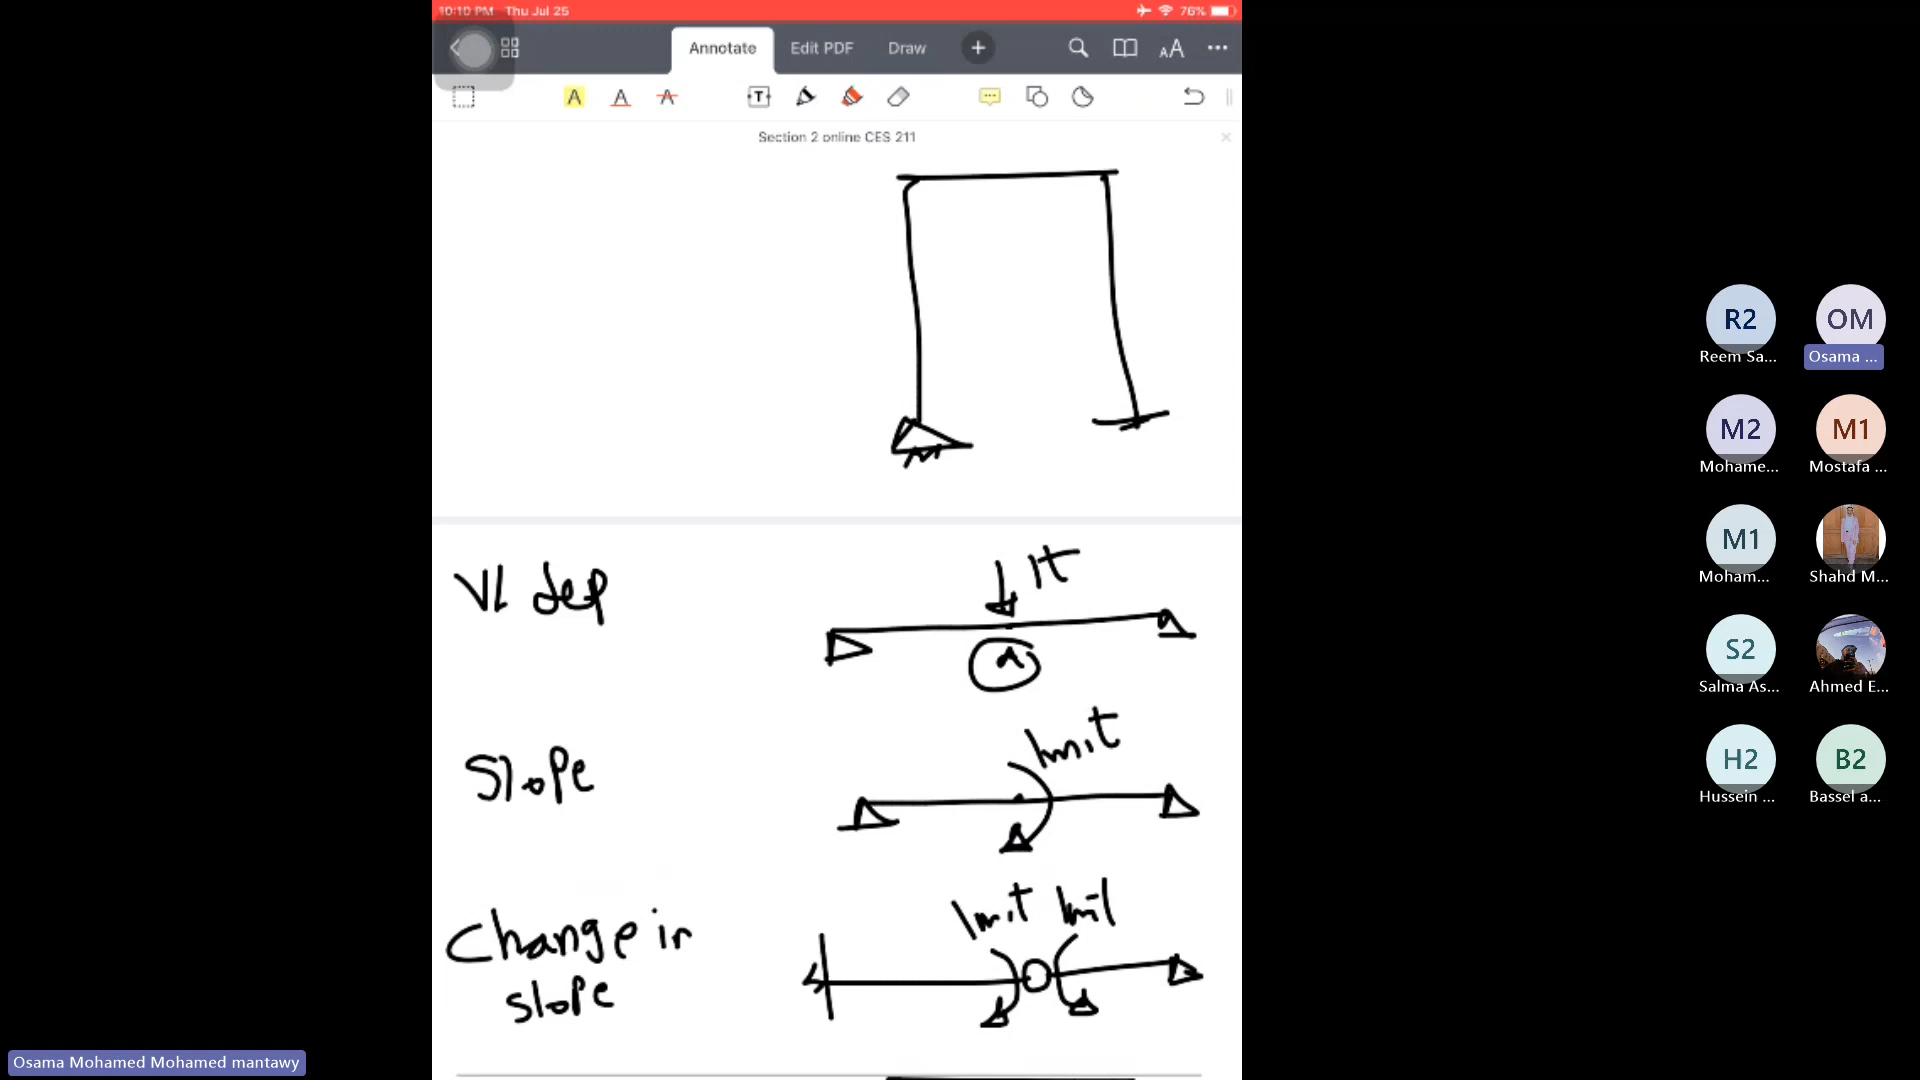 10:10 PM Thu Jul 25
76%
Annotate Edit PDF Draw
AA
A A A T
Section 2 online CES 211
VL def
1t
Slope
1m.t
Change in
slope
1m.t 1m.t
R2 OM
Reem Sa... Osama ...
M2 M1
Mohame... Mostafa ...
M1
Moham... Shahd M...
S2
Salma As... Ahmed E...
H2 B2
Hussein ... Bassel a...
Osama Mohamed Mohamed mantawy